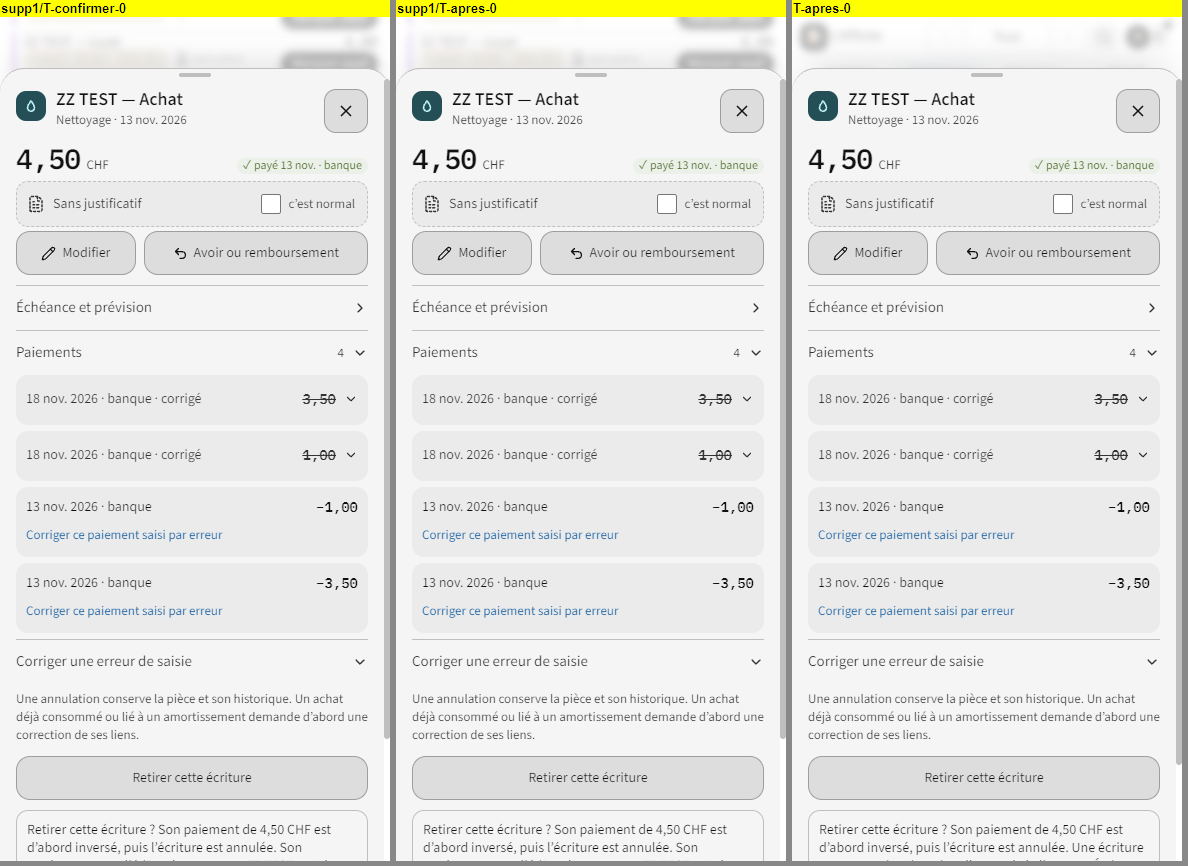 supp1/T-confirmer-0
ZZ TEST — Achat
Nettoyage · 13 nov. 2026
4,50 CHF
✓ payé 13 nov. · banque
Sans justificatif
c’est normal
Modifier
Avoir ou remboursement
Échéance et prévision
Paiements 4
18 nov. 2026 · banque · corrigé 3,50
18 nov. 2026 · banque · corrigé 1,00
13 nov. 2026 · banque −1,00
Corriger ce paiement saisi par erreur
13 nov. 2026 · banque −3,50
Corriger ce paiement saisi par erreur
Corriger une erreur de saisie
Une annulation conserve la pièce et son historique. Un achat
déjà consommé ou lié à un amortissement demande d’abord une
correction de ses liens.
Retirer cette écriture
Retirer cette écriture ? Son paiement de 4,50 CHF est
d’abord inversé, puis l’écriture est annulée. Son
supp1/T-apres-0
ZZ TEST — Achat
Nettoyage · 13 nov. 2026
4,50 CHF
✓ payé 13 nov. · banque
Sans justificatif
c’est normal
Modifier
Avoir ou remboursement
Échéance et prévision
Paiements 4
18 nov. 2026 · banque · corrigé 3,50
18 nov. 2026 · banque · corrigé 1,00
13 nov. 2026 · banque −1,00
Corriger ce paiement saisi par erreur
13 nov. 2026 · banque −3,50
Corriger ce paiement saisi par erreur
Corriger une erreur de saisie
Une annulation conserve la pièce et son historique. Un achat
déjà consommé ou lié à un amortissement demande d’abord une
correction de ses liens.
Retirer cette écriture
Retirer cette écriture ? Son paiement de 4,50 CHF est
d’abord inversé, puis l’écriture est annulée. Son
T-apres-0
ZZ TEST — Achat
Nettoyage · 13 nov. 2026
4,50 CHF
✓ payé 13 nov. · banque
Sans justificatif
c’est normal
Modifier
Avoir ou remboursement
Échéance et prévision
Paiements 4
18 nov. 2026 · banque · corrigé 3,50
18 nov. 2026 · banque · corrigé 1,00
13 nov. 2026 · banque −1,00
Corriger ce paiement saisi par erreur
13 nov. 2026 · banque −3,50
Corriger ce paiement saisi par erreur
Corriger une erreur de saisie
Une annulation conserve la pièce et son historique. Un achat
déjà consommé ou lié à un amortissement demande d’abord une
correction de ses liens.
Retirer cette écriture
Retirer cette écriture ? Son paiement de 4,50 CHF est
d’abord inversé, puis l’écriture est annulée. Une écriture